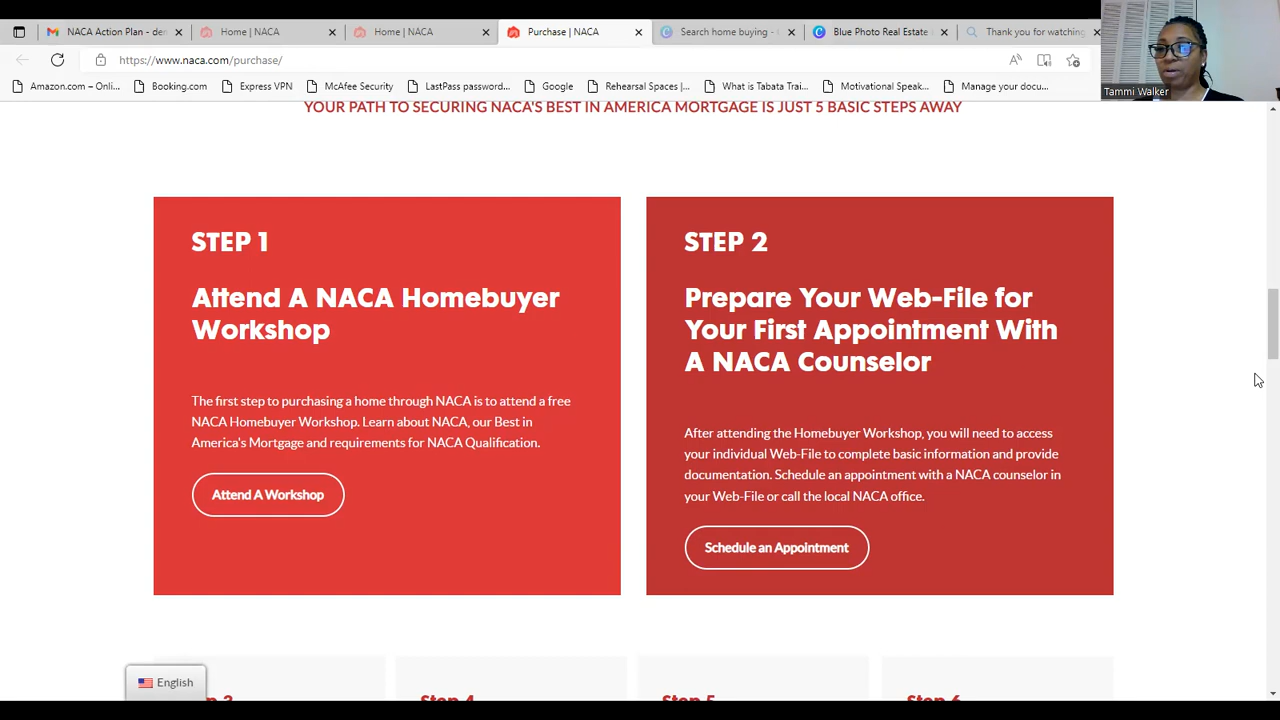 NACA Action Plan - de
Home | NACA
Home |
Purchase | NACA
Search home buying -
Blue Photo Real Estate
Thank you for watching
https://www.naca.com/purchase/
Amazon.com – Onli...
Booking.com
Express VPN
McAfee Security
password...
Google
Rehearsal Spaces |...
What is Tabata Trai...
Motivational Speak...
Manage your docu...
Tammi Walker
YOUR PATH TO SECURING NACA'S BEST IN AMERICA MORTGAGE IS JUST 5 BASIC STEPS AWAY
STEP 1
Attend A NACA Homebuyer
Workshop
The first step to purchasing a home through NACA is to attend a free
NACA Homebuyer Workshop. Learn about NACA, our Best in
America's Mortgage and requirements for NACA Qualification.
Attend A Workshop
STEP 2
Prepare Your Web-File for
Your First Appointment With
A NACA Counselor
After attending the Homebuyer Workshop, you will need to access
your individual Web-File to complete basic information and provide
documentation. Schedule an appointment with a NACA counselor in
your Web-File or call the local NACA office.
Schedule an Appointment
English
3
Step 4
Step 5
Step 6